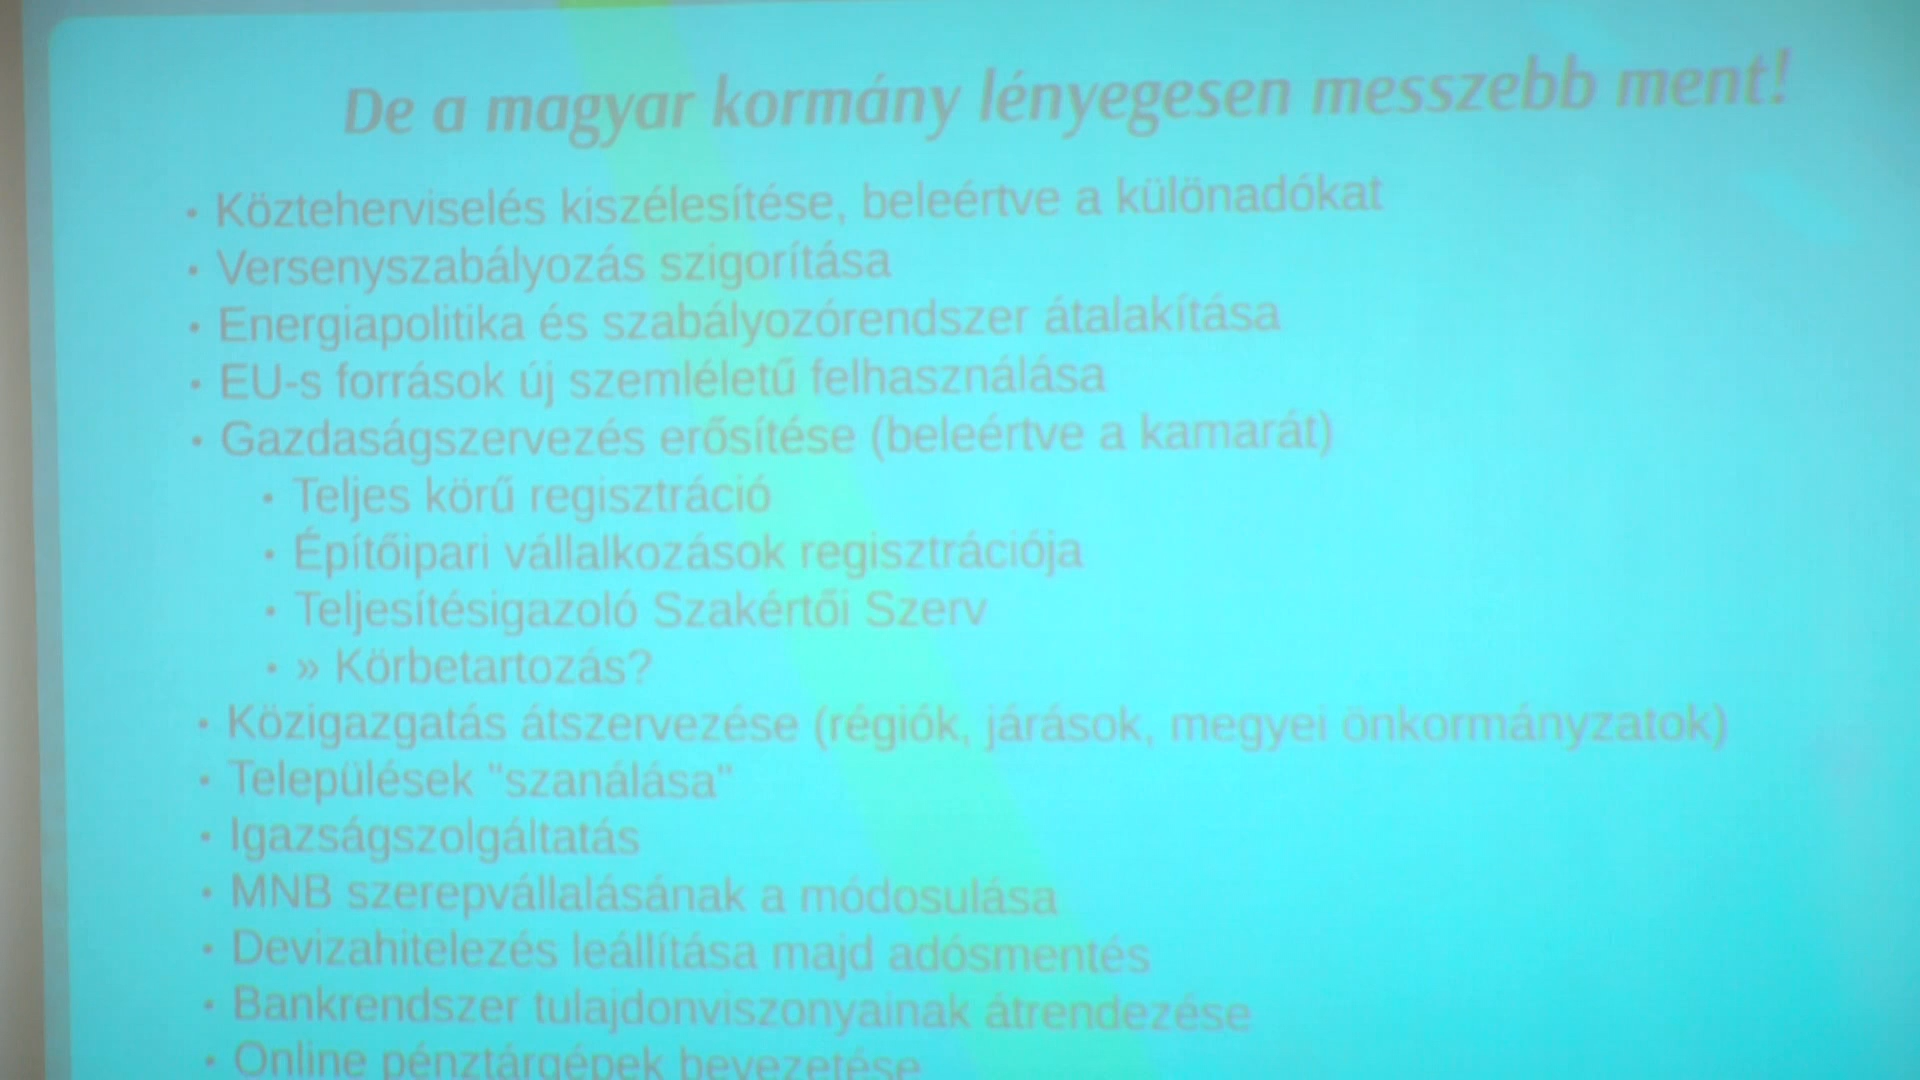 De a magyar kormány lényegesen messzebb ment!
• Közteherviselés kiszélesítése, beleértve a különadókat
• Versenyszabályozás szigorítása
• Energiapolitika és szabályozórendszer átalakítása
• EU-s források új szemléletű felhasználása
• Gazdaságszervezés erősítése (beleértve a kamarát)
• Teljes körű regisztráció
• Építőipari vállalkozások regisztrációja
• Teljesítésigazoló Szakértői Szerv
• » Körbetartozás?
• Közigazgatás átszervezése (régiók, járások, megyei önkormányzatok)
• Települések "szanálása"
• Igazságszolgáltatás
• MNB szerepvállalásának a módosulása
• Devizahitelezés leállítása majd adósmentés
• Bankrendszer tulajdonviszonyainak átrendezése
• Online pénztárgépek bevezetése